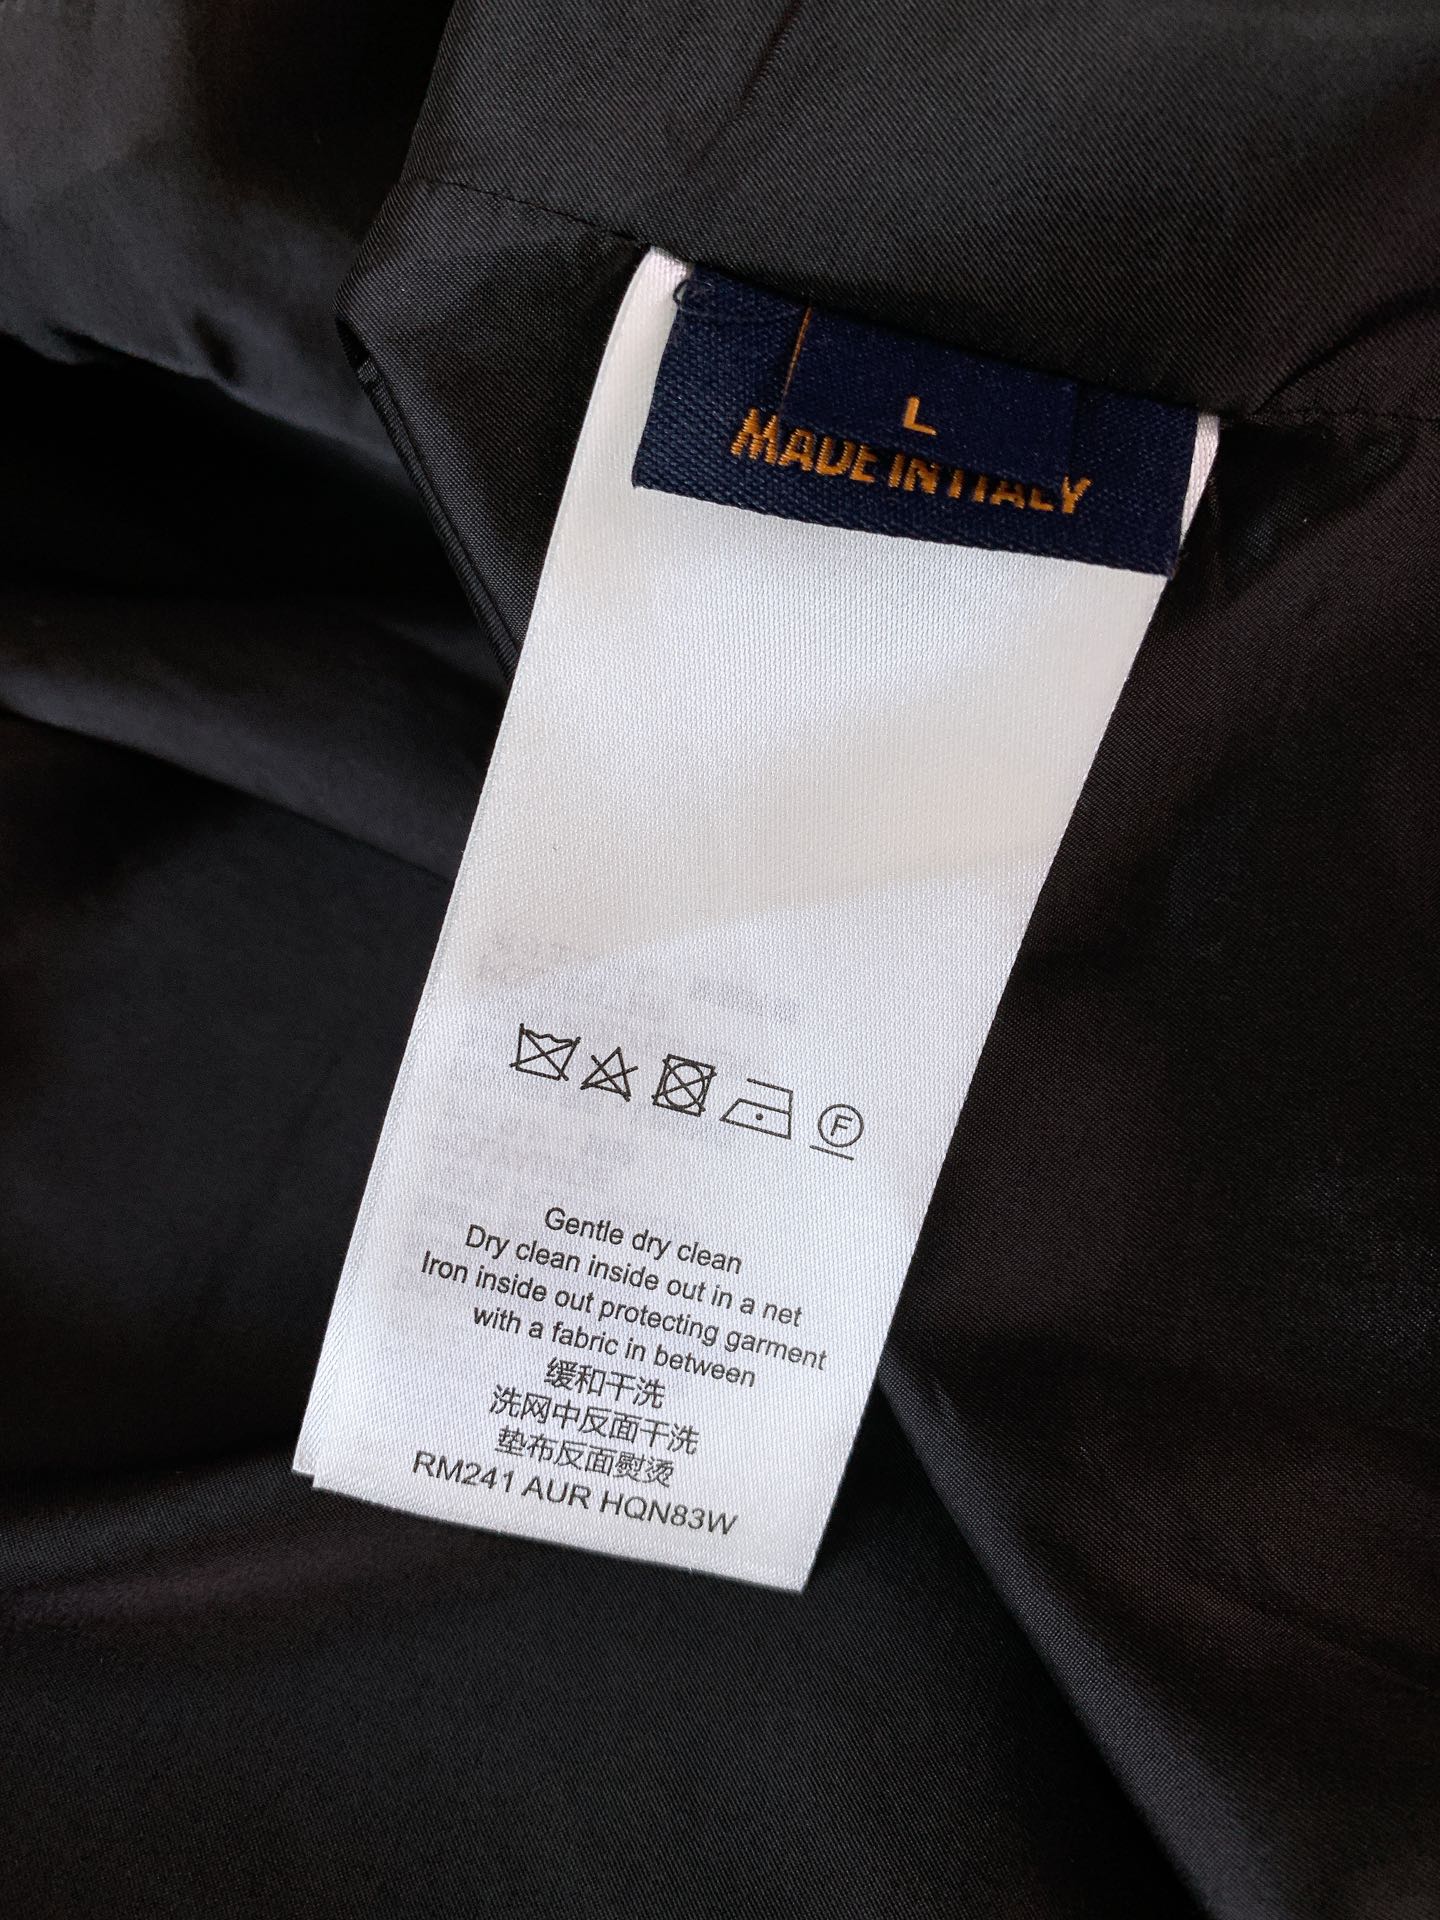 L
MADE IN ITALY
F
Gentle dry clean
Dry clean inside out in a net
Iron inside out protecting garment
with a fabric in between
缓和干洗
洗网中反面干洗
垫布反面熨烫
RM241 AUR HQN83W